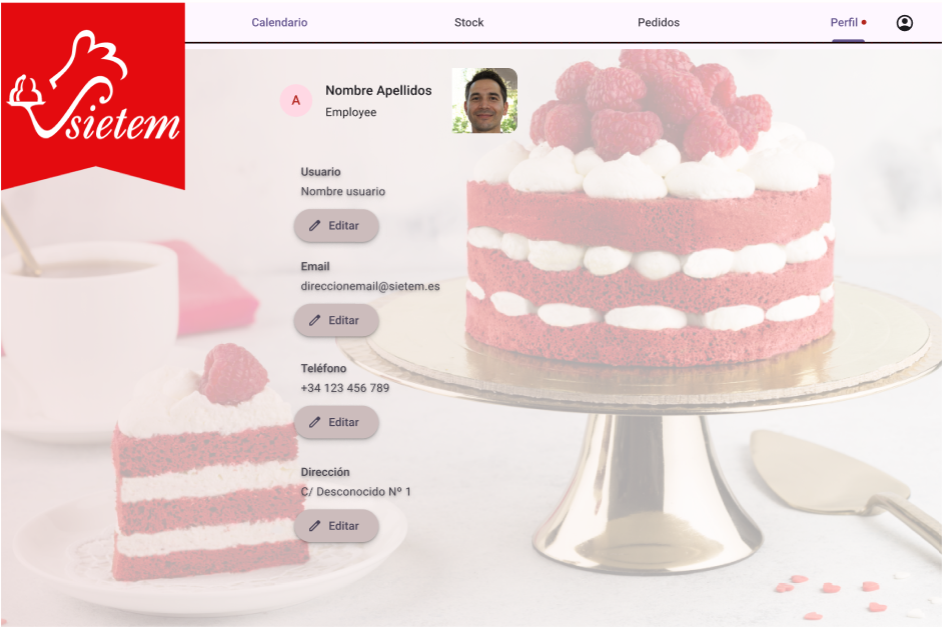 Calendario
Stock
Pedidos
Perfil
sietem
A
Nombre Apellidos
Employee
Usuario
Nombre usuario
Editar
Email
direccionemail@sietem.es
Editar
Teléfono
+34 123 456 789
Editar
Dirección
C/ Desconocido Nº 1
Editar